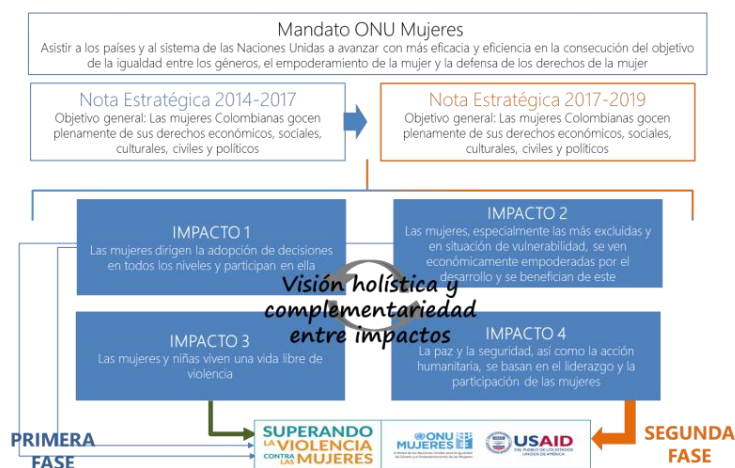 Mandato ONU Mujeres
Asistir a los países y al sistema de las Naciones Unidas a avanzar con más eficacia y eficiencia en la consecución del objetivo
de la igualdad entre los géneros, el empoderamiento de la mujer y la defensa de los derechos de la mujer
Nota Estratégica 2014-2017
Objetivo general: Las mujeres Colombianas gocen
plenamente de sus derechos económicos, sociales,
culturales, civiles y políticos
Nota Estratégica 2017-2019
Objetivo general: Las mujeres Colombianas gocen
plenamente de sus derechos económicos, sociales,
culturales, civiles y políticos
IMPACTO 1
Las mujeres dirigen la adopción de decisiones
en todos los niveles y participan en ella
IMPACTO 2
Las mujeres, especialmente las más excluidas y
en situación de vulnerabilidad, se ven
económicamente empoderadas por el
desarrollo y se benefician de este
Visión holística y
complementariedad
entre impactos
IMPACTO 3
Las mujeres y niñas viven una vida libre de
violencia
IMPACTO 4
La paz y la seguridad, así como la acción
humanitaria, se basan en el liderazgo y la
participación de las mujeres
PRIMERA
FASE
SUPERANDO
LA VIOLENCIA
CONTRA
LAS MUJERES
ONU
MUJERES
USAID
DEL PUEBLO DE LOS ESTADOS
UNIDOS DE AMÉRICA
SEGUNDA
FASE